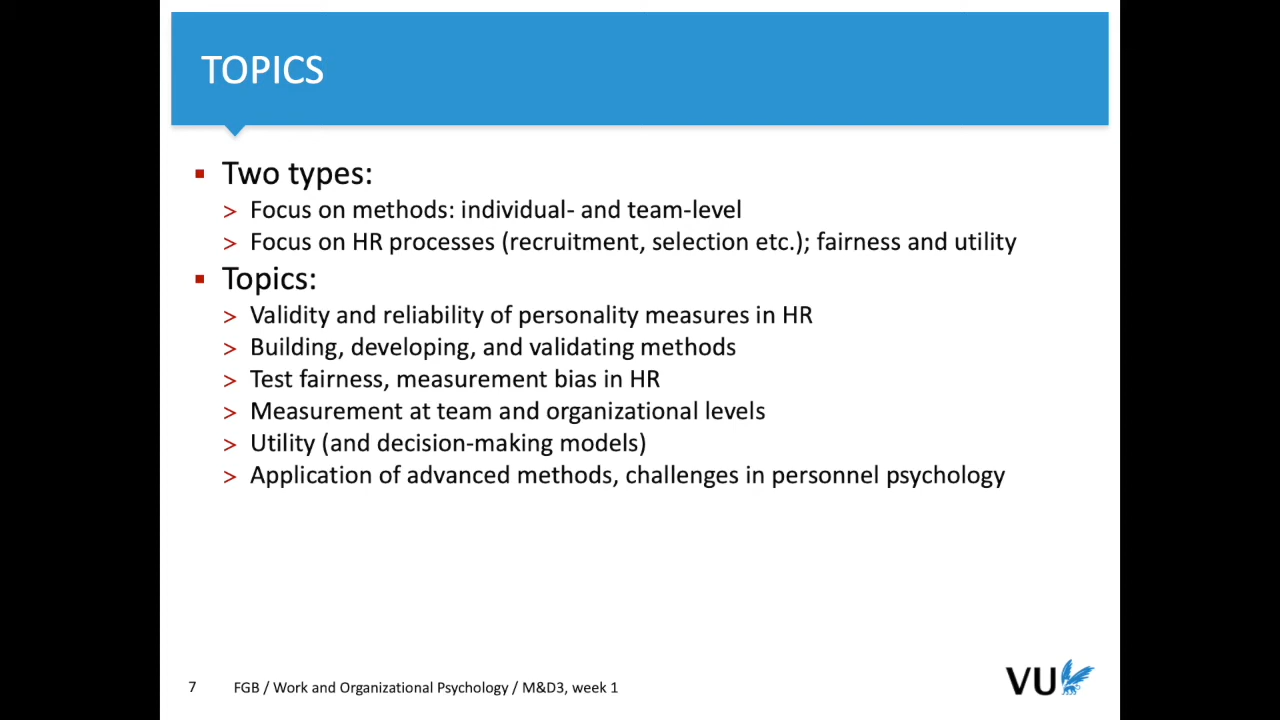 TOPICS
▪ Two types:
> Focus on methods: individual- and team-level
> Focus on HR processes (recruitment, selection etc.); fairness and utility
▪ Topics:
> Validity and reliability of personality measures in HR
> Building, developing, and validating methods
> Test fairness, measurement bias in HR
> Measurement at team and organizational levels
> Utility (and decision-making models)
> Application of advanced methods, challenges in personnel psychology
7 FGB / Work and Organizational Psychology / M&D3, week 1
VU